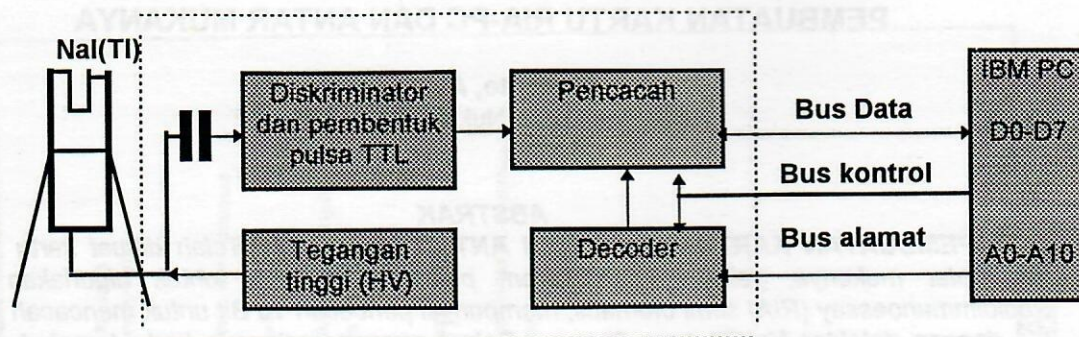 NaI(Tl)
Diskriminator
dan pembentuk
pulsa TTL
Pencacah
Bus Data
Bus kontrol
Bus alamat
IBM PC
D0-D7
A0-A10
Tegangan
tinggi (HV)
Decoder